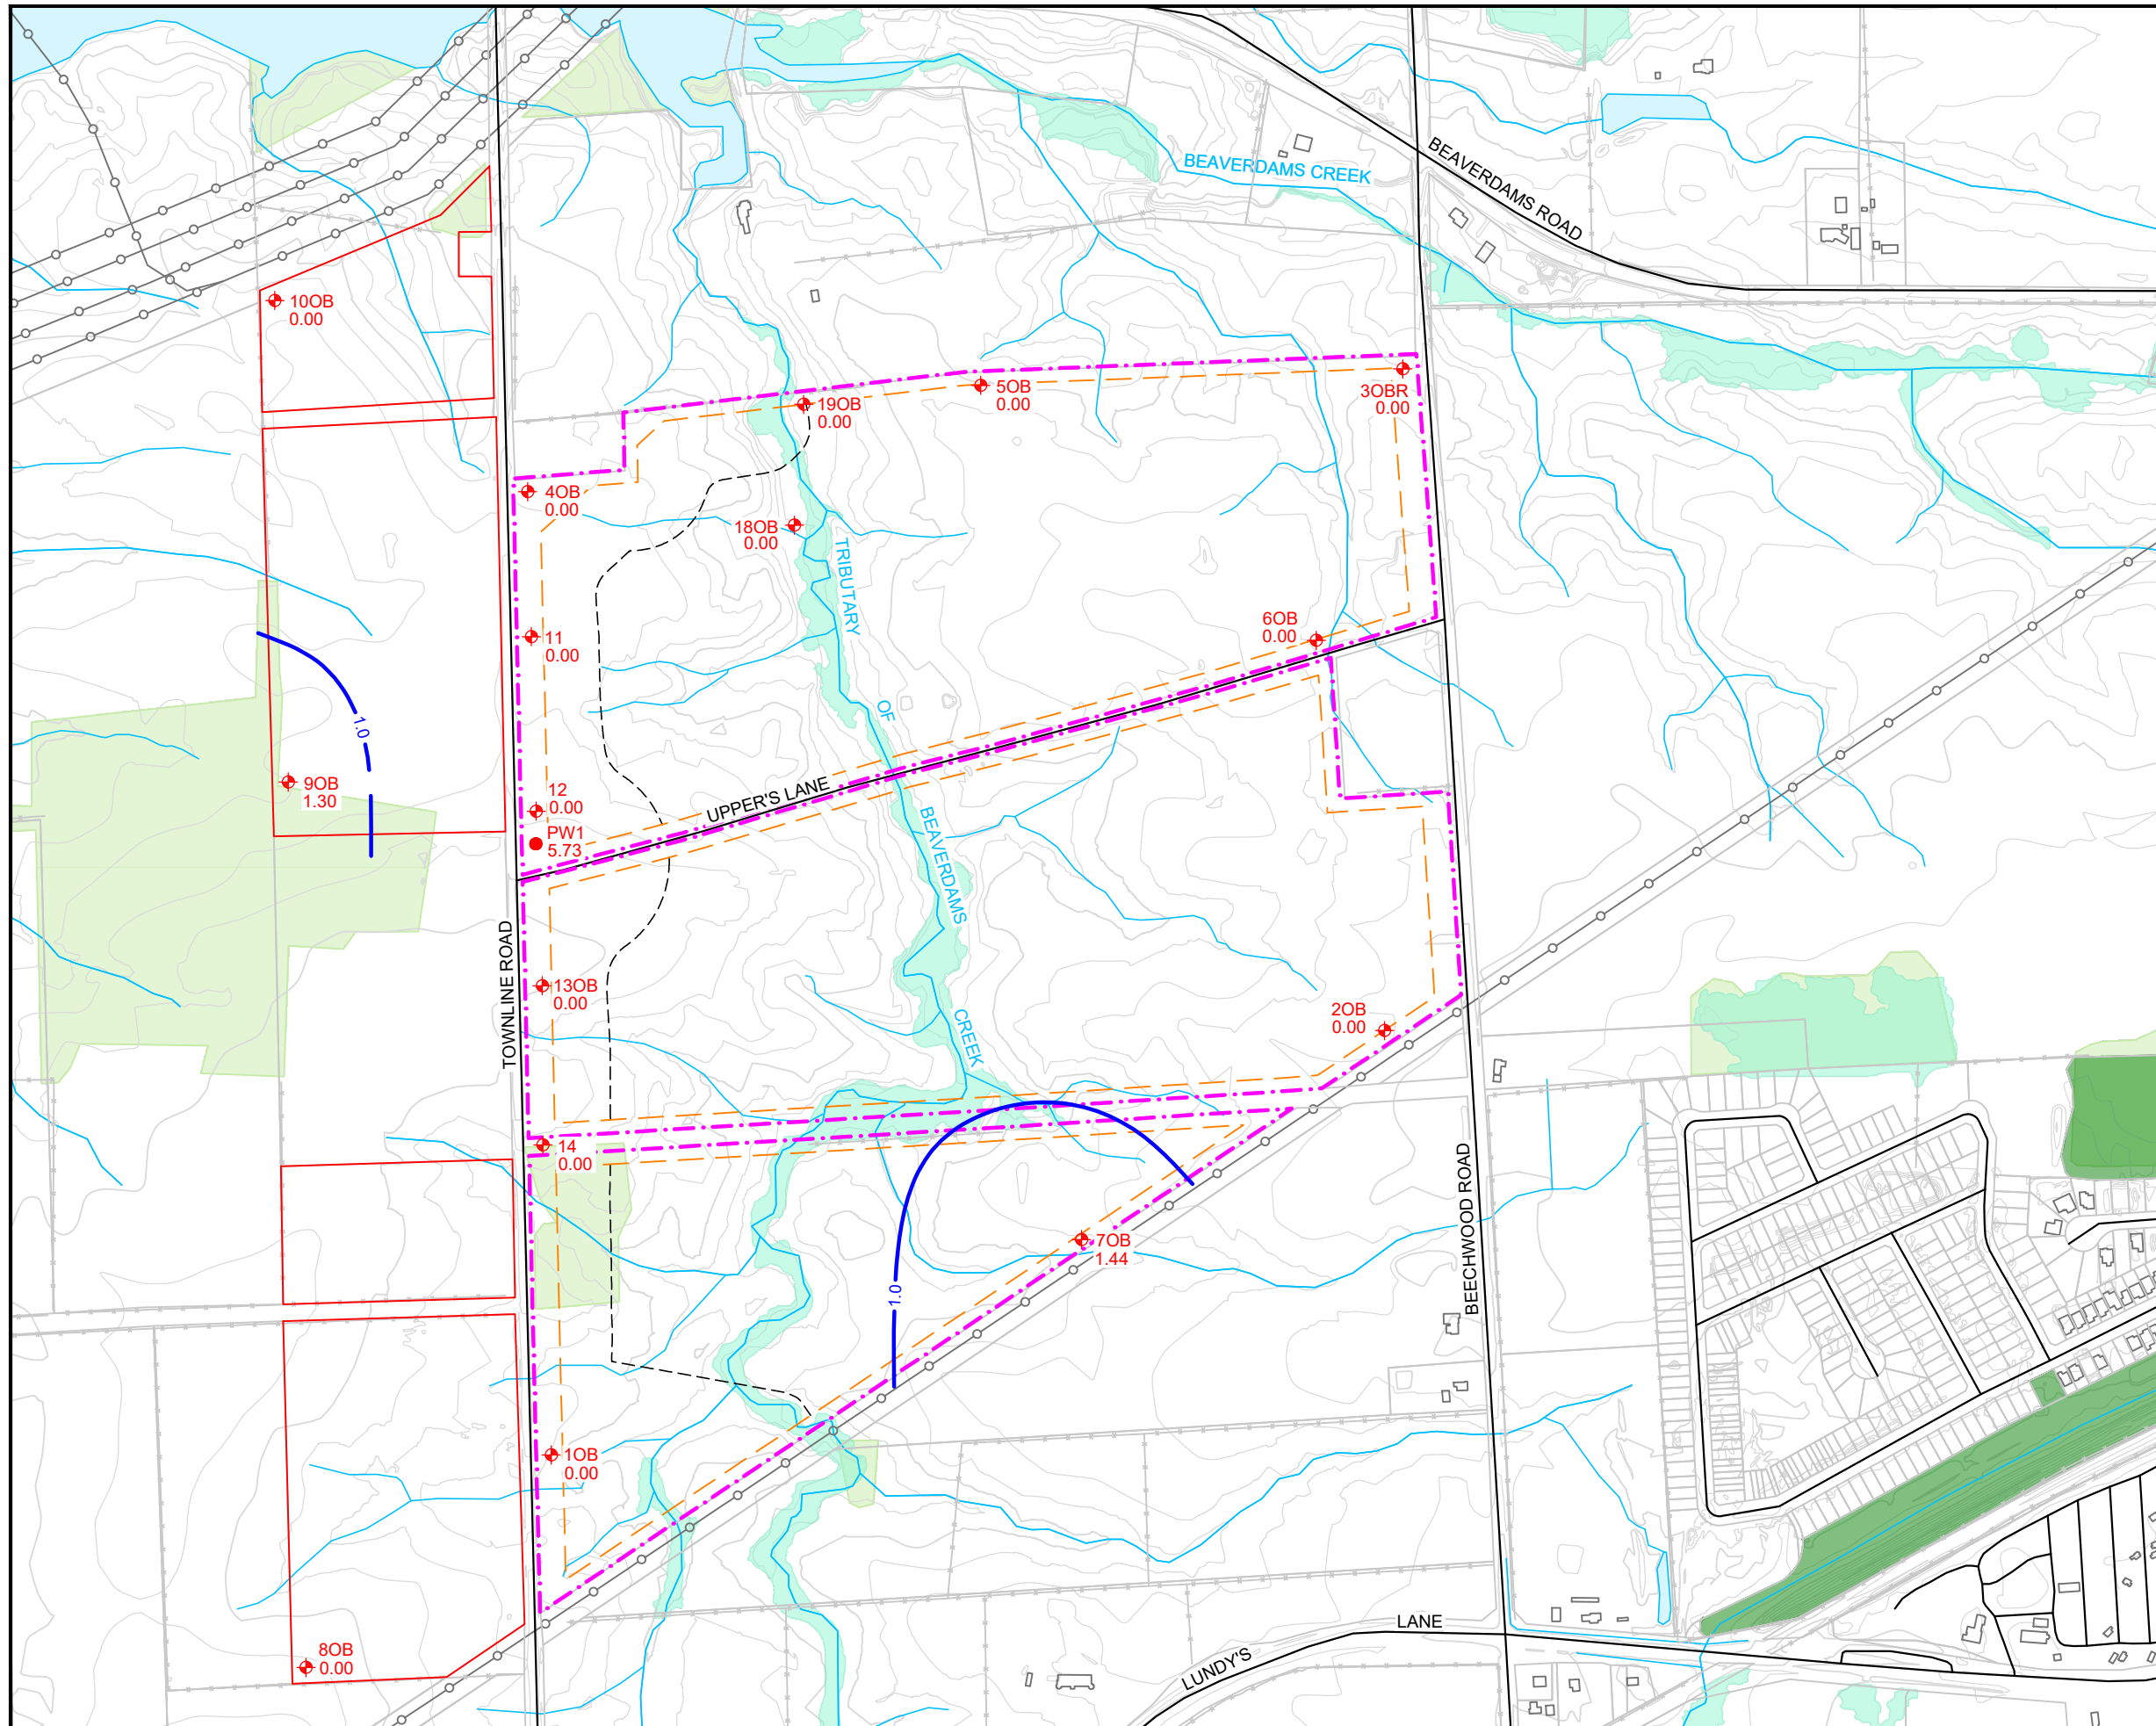 BEAVERDAMS CREEK
BEAVERDAMS ROAD
10OB
0.00
5OB
0.00
3OBR
0.00
19OB
0.00
4OB
0.00
18OB
0.00
TRIBUTARY
OF
BEAVERDAMS
CREEK
11
0.00
6OB
0.00
1.0
9OB
1.30
12
0.00
PW1
5.73
UPPER'S LANE
TOWNLINE ROAD
13OB
0.00
2OB
0.00
14
0.00
BEECHWOOD ROAD
7OB
1.44
1.0
1OB
0.00
8OB
0.00
LUNDY'S
LANE